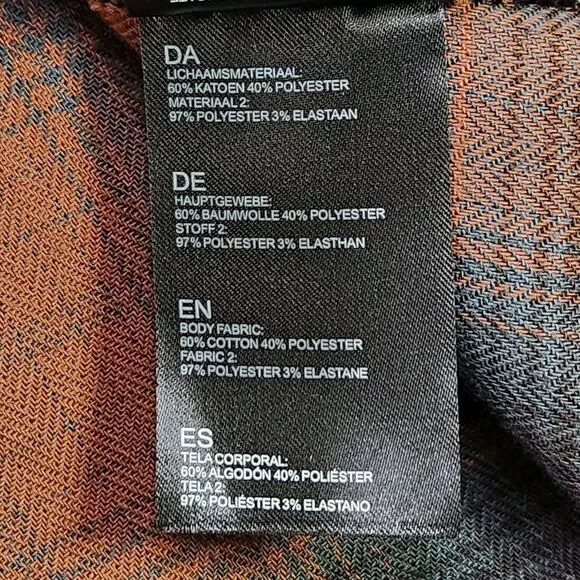 DA
LICHAAMSMATERIAAL:
60% KATOEN 40% POLYESTER
MATERIAAL 2:
97% POLYESTER 3% ELASTAAN
DE
HAUPTGEWEBE:
60% BAUMWOLLE 40% POLYESTER
STOFF 2:
97% POLYESTER 3% ELASTHAN
EN
BODY FABRIC:
60% COTTON 40% POLYESTER
FABRIC 2:
97% POLYESTER 3% ELASTANE
ES
TELA CORPORAL:
60% ALGODÓN 40% POLIÉSTER
TELA 2:
97% POLIÉSTER 3% ELASTANO